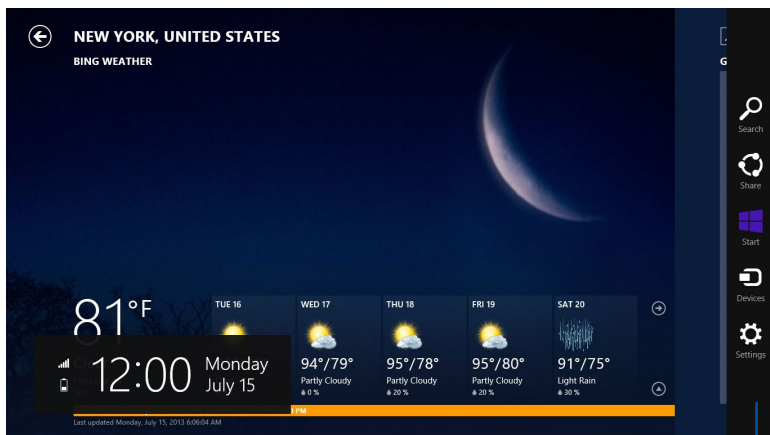 NEW YORK, UNITED STATES
BING WEATHER
G
Search
Share
Start
Devices
Settings
81°F
TUE 16
WED 17
94°/79°
Partly Cloudy
0 %
THU 18
95°/78°
Partly Cloudy
20 %
FRI 19
95°/80°
Partly Cloudy
20 %
SAT 20
91°/75°
Light Rain
30 %
12:00
Monday
July 15
PM
Last updated Monday, July 15, 2013 6:06:04 AM